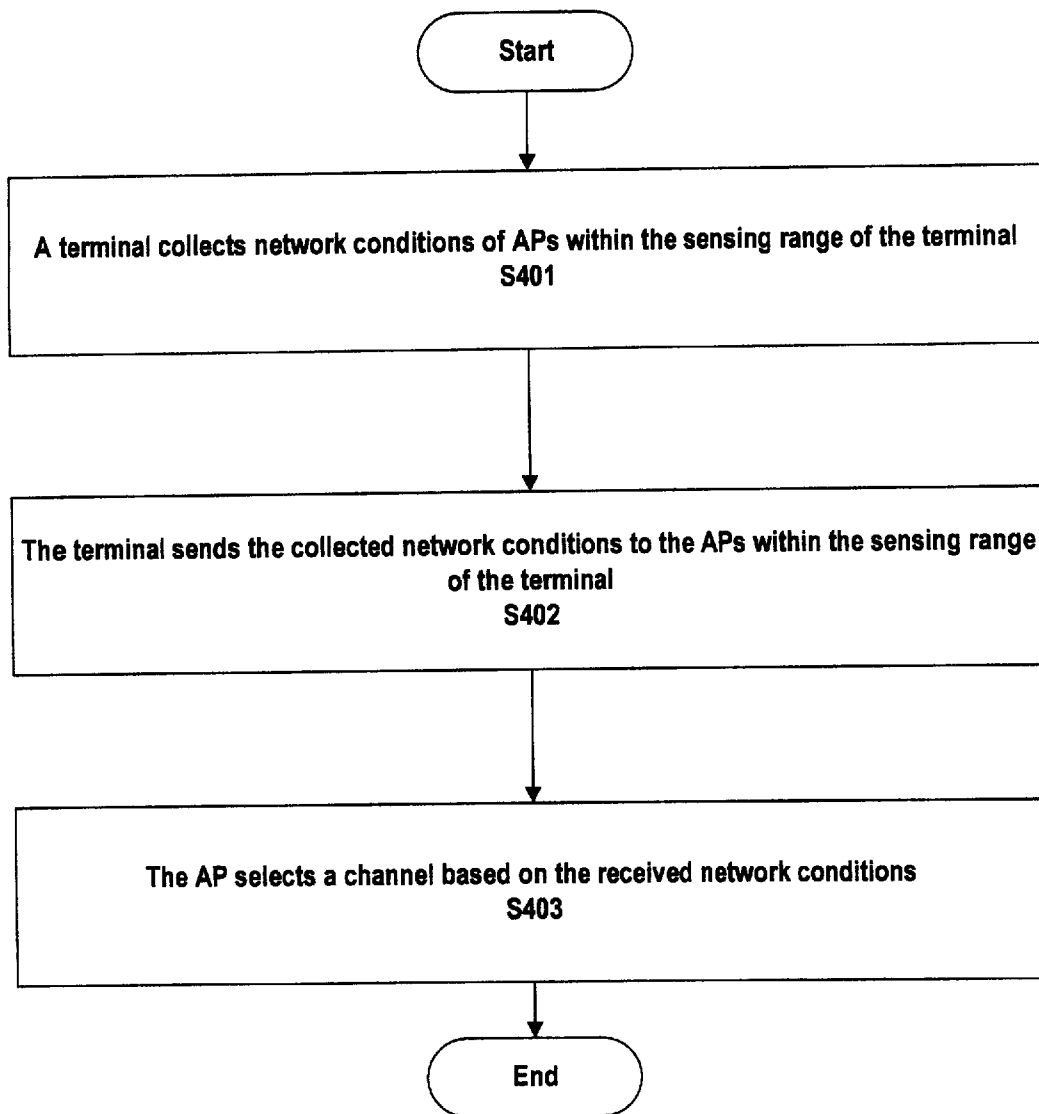 Start
A terminal collects network conditions of APs within the sensing range of the terminal
S401
The terminal sends the collected network conditions to the APs within the sensing range
of the terminal
S402
The AP selects a channel based on the received network conditions
S403
End